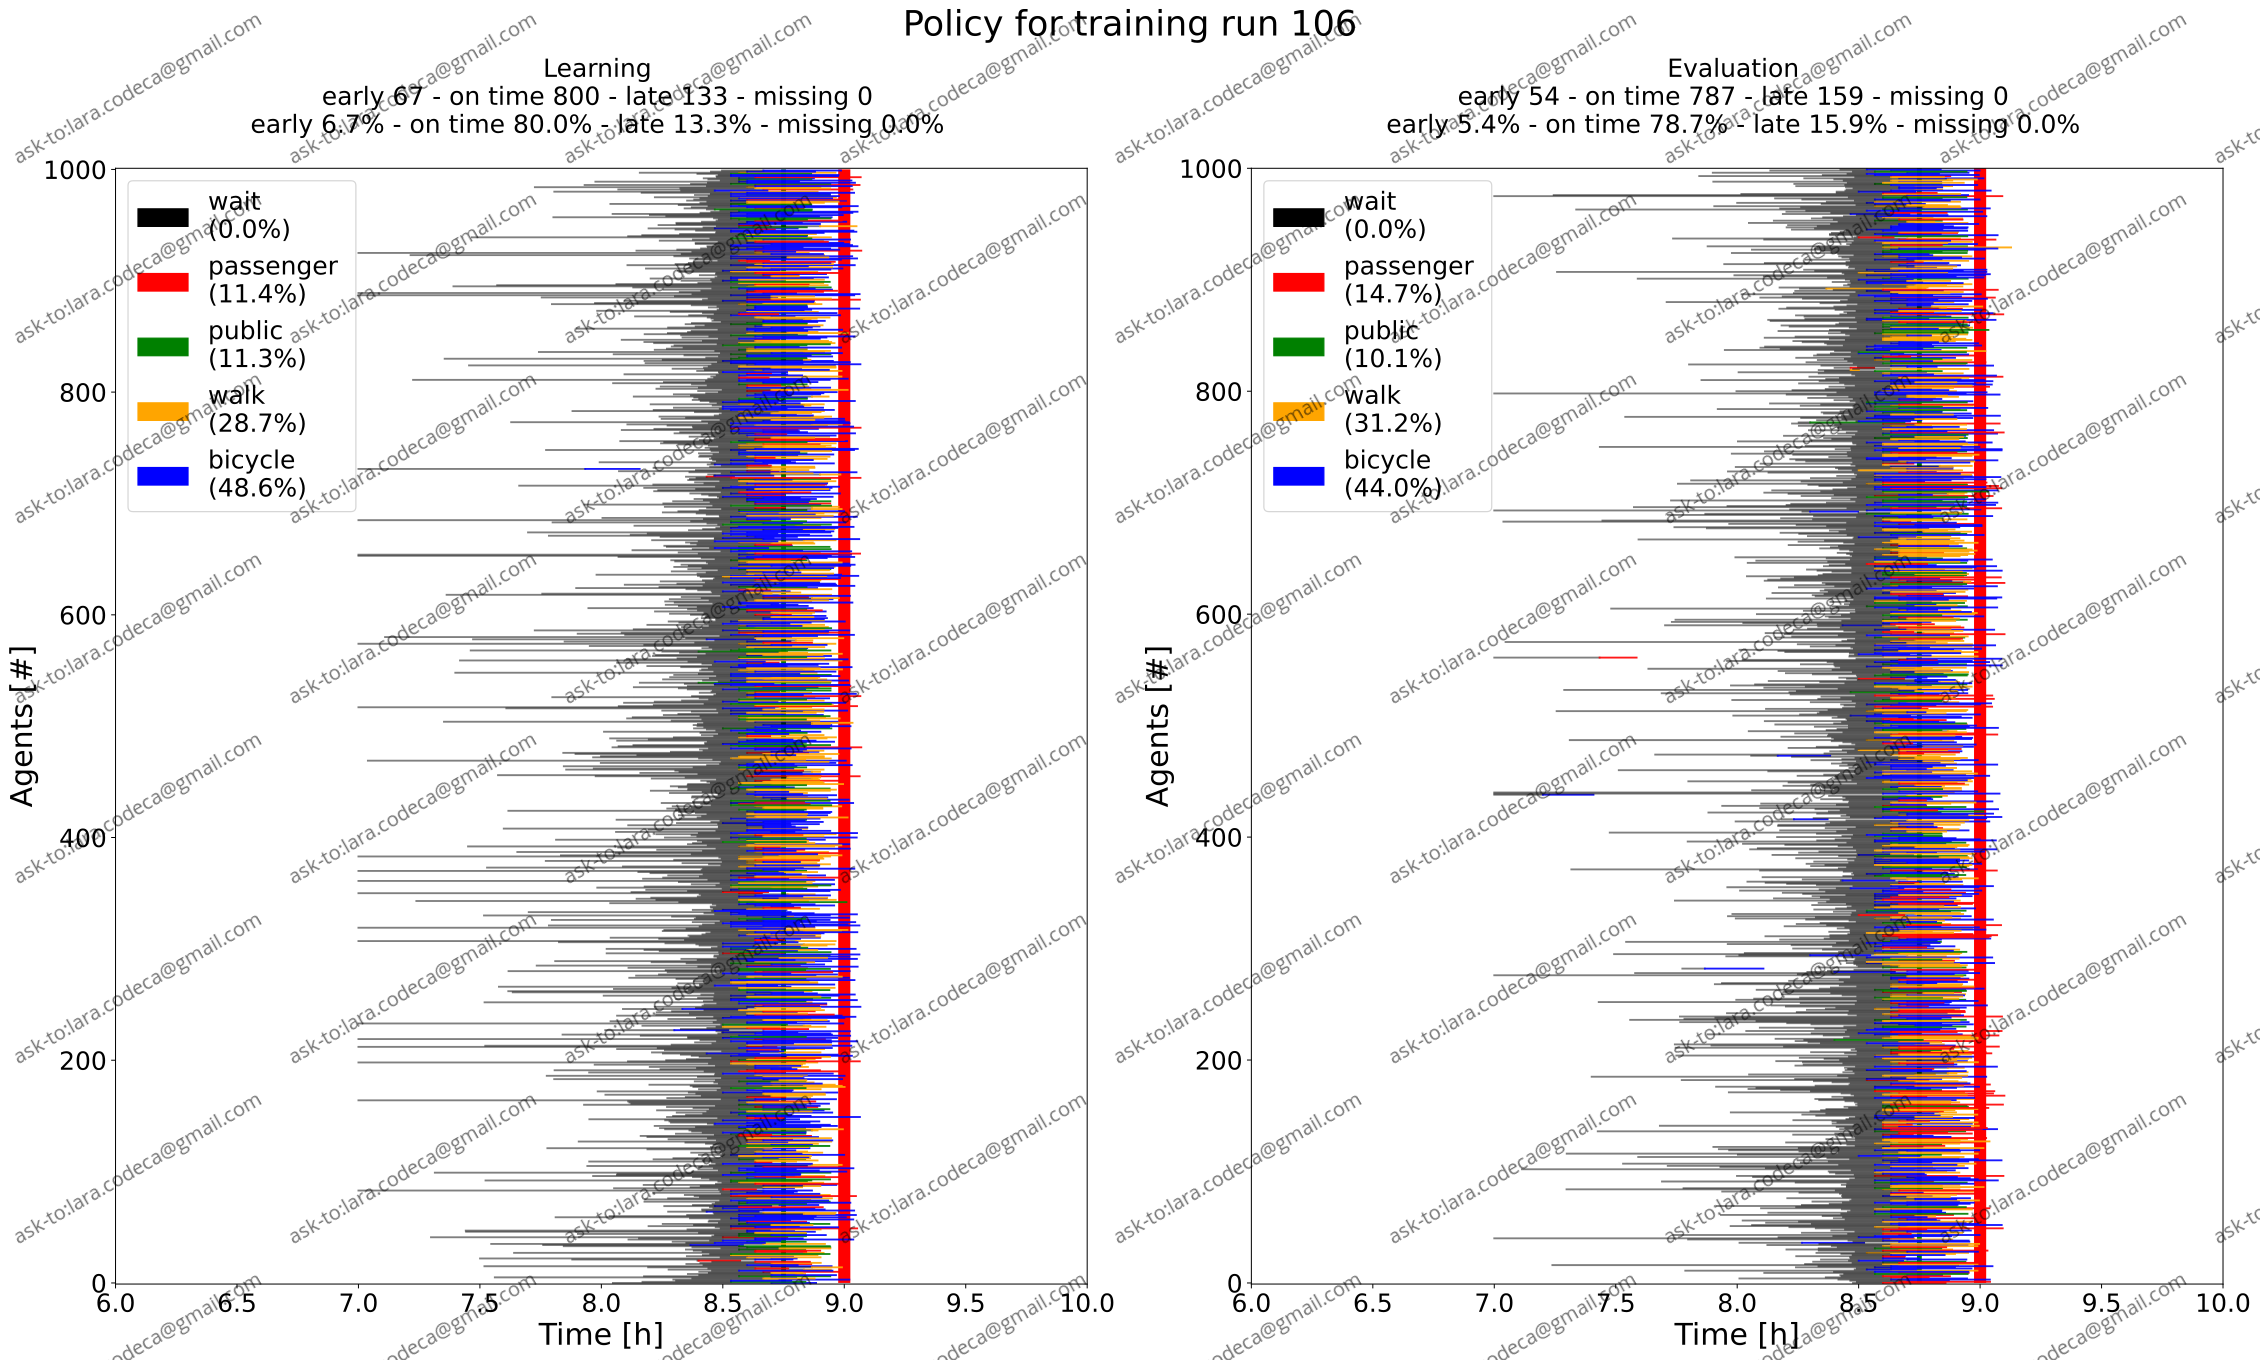 Policy for training run 106
Learning
early 67 - on time 800 - late 133 - missing 0
early 6.7% - on time 80.0% - late 13.3% - missing 0.0%
1000
800
600
400
200
0
Agents [#]
wait
(0.0%)
passenger
(11.4%)
public
(11.3%)
walk
(28.7%)
bicycle
(48.6%)
6.0 6.5 7.0 7.5 8.0 8.5 9.0 9.5 10.0
Time [h]
Evaluation
early 54 - on time 787 - late 159 - missing 0
early 5.4% - on time 78.7% - late 15.9% - missing 0.0%
1000
800
600
400
200
0
Agents [#]
wait
(0.0%)
passenger
(14.7%)
public
(10.1%)
walk
(31.2%)
bicycle
(44.0%)
6.0 6.5 7.0 7.5 8.0 8.5 9.0 9.5 10.0
Time [h]
ask-to:lara.codeca@gmail.com